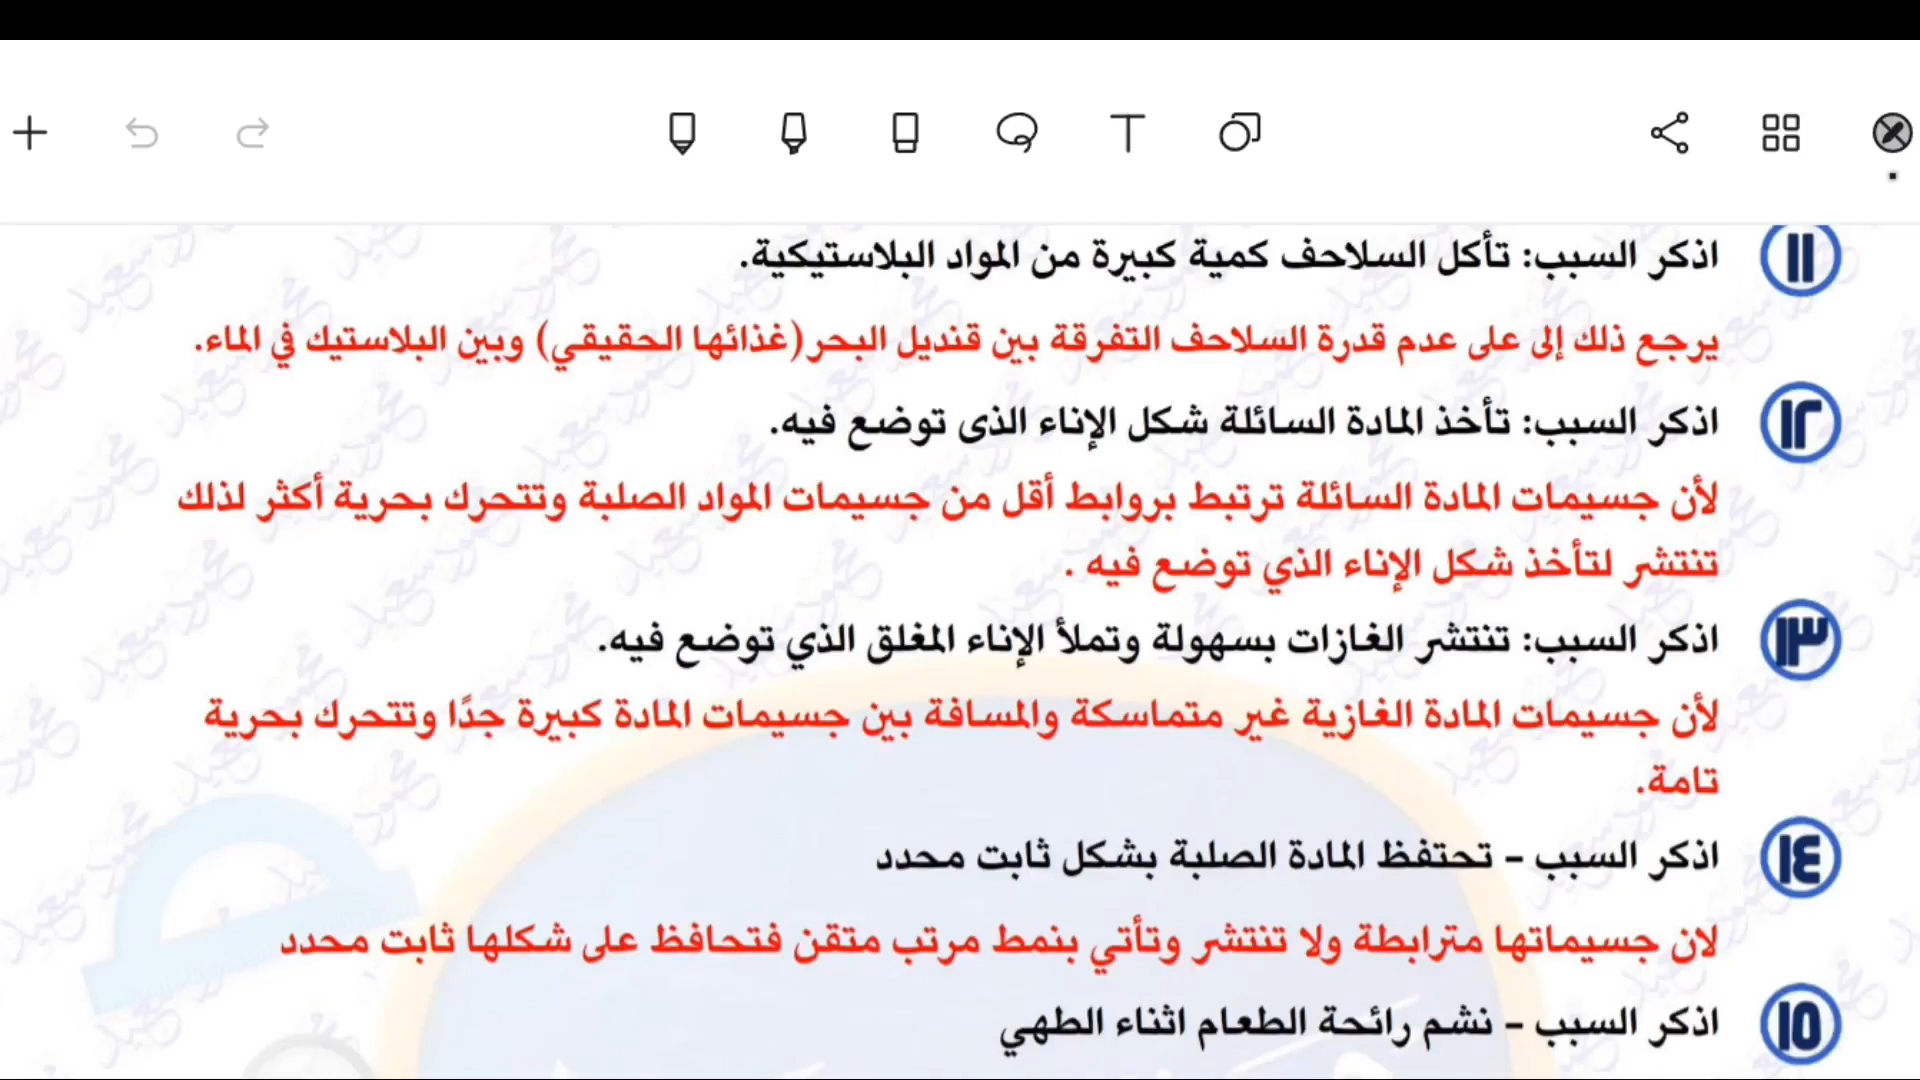 ١١ اذكر السبب: تأكل السلاحف كمية كبيرة من المواد البلاستيكية.
يرجع ذلك إلى على عدم قدرة السلاحف التفرقة بين قنديل البحر(غذائها الحقيقي) وبين البلاستيك في الماء.
١٢ اذكر السبب: تأخذ المادة السائلة شكل الإناء الذى توضع فيه.
لأن جسيمات المادة السائلة ترتبط بروابط أقل من جسيمات المواد الصلبة وتتحرك بحرية أكثر لذلك
تنتشر لتأخذ شكل الإناء الذي توضع فيه .
١٣ اذكر السبب: تنتشر الغازات بسهولة وتملأ الإناء المغلق الذي توضع فيه.
لأن جسيمات المادة الغازية غير متماسكة والمسافة بين جسيمات المادة كبيرة جدًا وتتحرك بحرية
تامة.
١٤ اذكر السبب – تحتفظ المادة الصلبة بشكل ثابت محدد
لان جسيماتها مترابطة ولا تنتشر وتأتي بنمط مرتب متقن فتحافظ على شكلها ثابت محدد
١٥ اذكر السبب – نشم رائحة الطعام اثناء الطهي